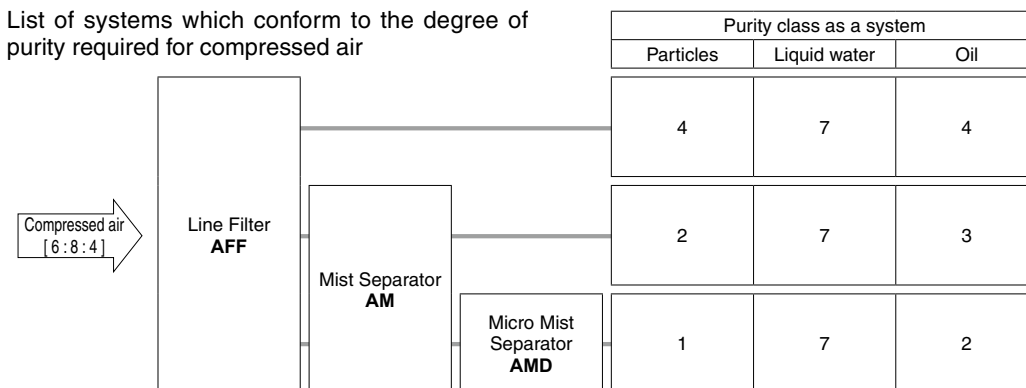 List of systems which conform to the degree of
purity required for compressed air
Purity class as a system
Particles Liquid water Oil
4 7 4
Compressed air
[ 6 : 8 : 4 ]
Line Filter
AFF
2 7 3
Mist Separator
AM
Micro Mist
Separator
AMD
1 7 2